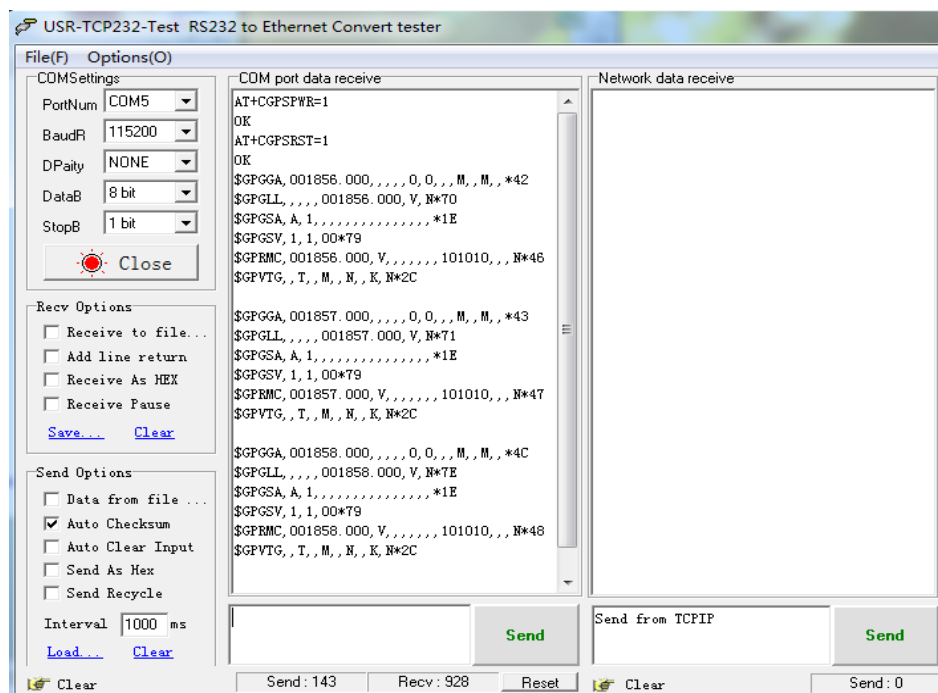 USR-TCP232-Test RS232 to Ethernet Convert tester
File(F) Options(O)
COMSettings
PortNum COM5
BaudR 115200
DPaity NONE
DataB 8 bit
StopB 1 bit
Close
Recv Options
Receive to file...
Add line return
Receive As HEX
Receive Pause
Save... Clear
Send Options
Data from file ...
Auto Checksum
Auto Clear Input
Send As Hex
Send Recycle
Interval 1000 ms
Load... Clear
Clear
COM port data receive
AT+CGPSPWR=1
OK
AT+CGPSRST=1
OK
$GPGGA,001856.000,,,,,0,0,,,M,,M,,*42
$GPGLL,,,,,001856.000,V,N*70
$GPGSA,A,1,,,,,,,,,,,,,,,*1E
$GPGSV,1,1,00*79
$GPRMC,001856.000,V,,,,,,,101010,,,N*46
$GPVTG,,T,,M,,N,,K,N*2C
$GPGGA,001857.000,,,,,0,0,,,M,,M,,*43
$GPGLL,,,,,001857.000,V,N*71
$GPGSA,A,1,,,,,,,,,,,,,,,*1E
$GPGSV,1,1,00*79
$GPRMC,001857.000,V,,,,,,,101010,,,N*47
$GPVTG,,T,,M,,N,,K,N*2C
$GPGGA,001858.000,,,,,0,0,,,M,,M,,*4C
$GPGLL,,,,,001858.000,V,N*7E
$GPGSA,A,1,,,,,,,,,,,,,,,*1E
$GPGSV,1,1,00*79
$GPRMC,001858.000,V,,,,,,,101010,,,N*48
$GPVTG,,T,,M,,N,,K,N*2C
Send
Send : 143 Recv : 928 Reset
Network data receive
Send from TCPIP
Send
Clear Send : 0